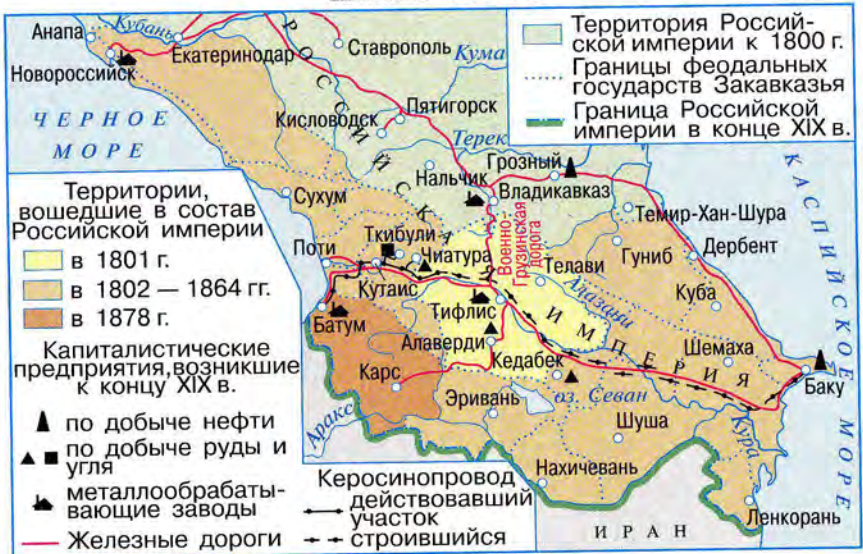 Анапа
Кубань
Екатеринодар
Новороссийск
Ставрополь
Кума
РОССИЙСКАЯ ИМПЕРИЯ
ЧЕРНОЕ
МОРЕ
Кисловодск
Пятигорск
Терек
Нальчик
Грозный
Владикавказ
Темир-Хан-Шура
КАСПИЙСКОЕ МОРЕ
Сухум
Поти
Ткибули
Чиатура
Кутаис
Военно-
Грузинская
дорога
Телави
Алазани
Гуниб
Дербент
Куба
Батум
Тифлис
Алаверди
Шемаха
Карс
Кедабек
Баку
Эривань
оз. Севан
Аракс
Шуша
Кура
Нахичевань
Ленкорань
ИРАН
Территория Россий-
ской империи к 1800 г.
Границы феодальных
государств Закавказья
Граница Российской
империи в конце XIX в.
Территории,
вошедшие в состав
Российской империи
в 1801 г.
в 1802 — 1864 гг.
в 1878 г.
Капиталистические
предприятия, возникшие
к концу XIX в.
по добыче нефти
по добыче руды и
угля
металлообрабаты-
вающие заводы
Железные дороги
Керосинопровод
действовавший
участок
строившийся